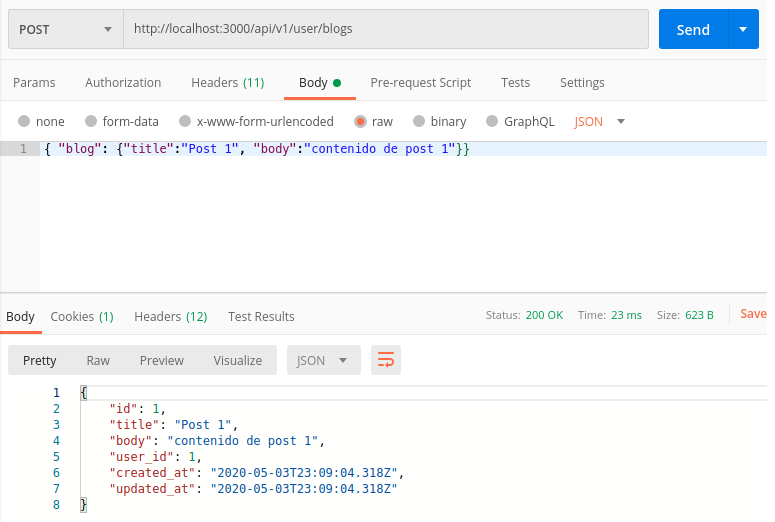 POST http://localhost:3000/api/v1/user/blogs Send
Params Authorization Headers (11) Body Pre-request Script Tests Settings
none form-data x-www-form-urlencoded raw binary GraphQL JSON
1 { "blog": {"title":"Post 1", "body":"contenido de post 1"}}
Body Cookies (1) Headers (12) Test Results Status: 200 OK Time: 23 ms Size: 623 B Save
Pretty Raw Preview Visualize JSON
1 {
2 "id": 1,
3 "title": "Post 1",
4 "body": "contenido de post 1",
5 "user_id": 1,
6 "created_at": "2020-05-03T23:09:04.318Z",
7 "updated_at": "2020-05-03T23:09:04.318Z"
8 }